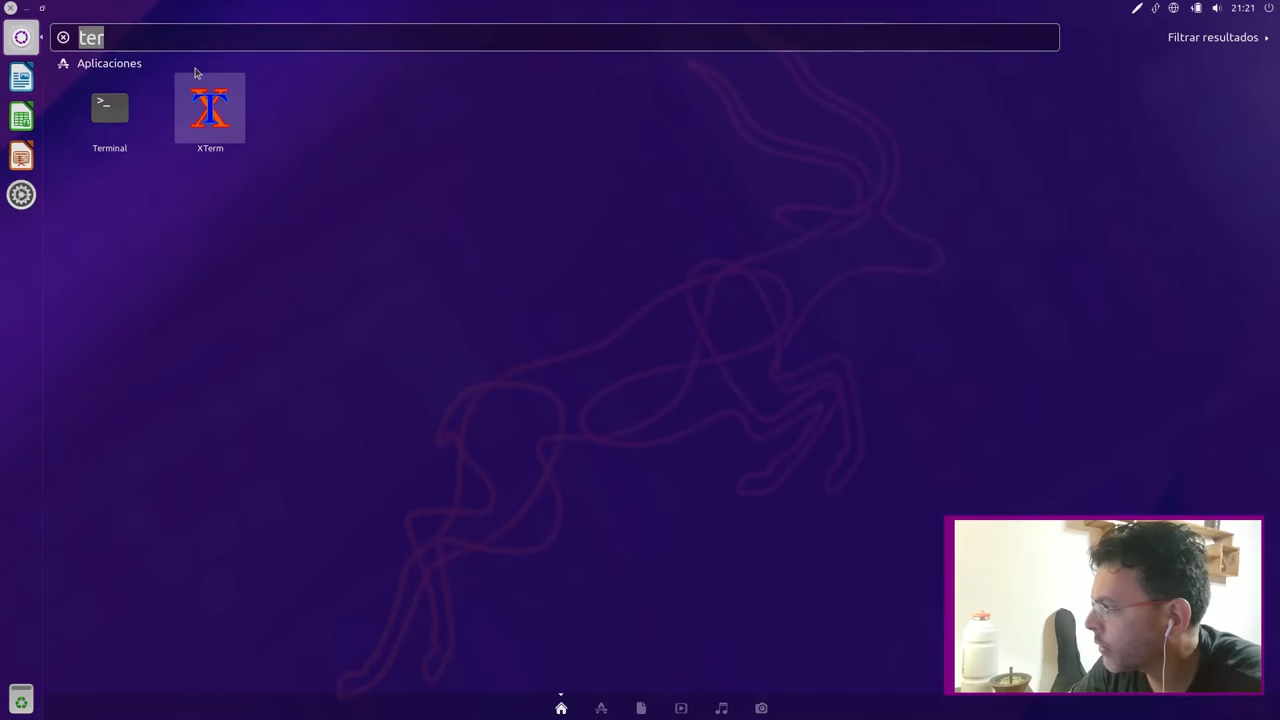 21:21
ter
Filtrar resultados
Aplicaciones
>_
Terminal
XTerm